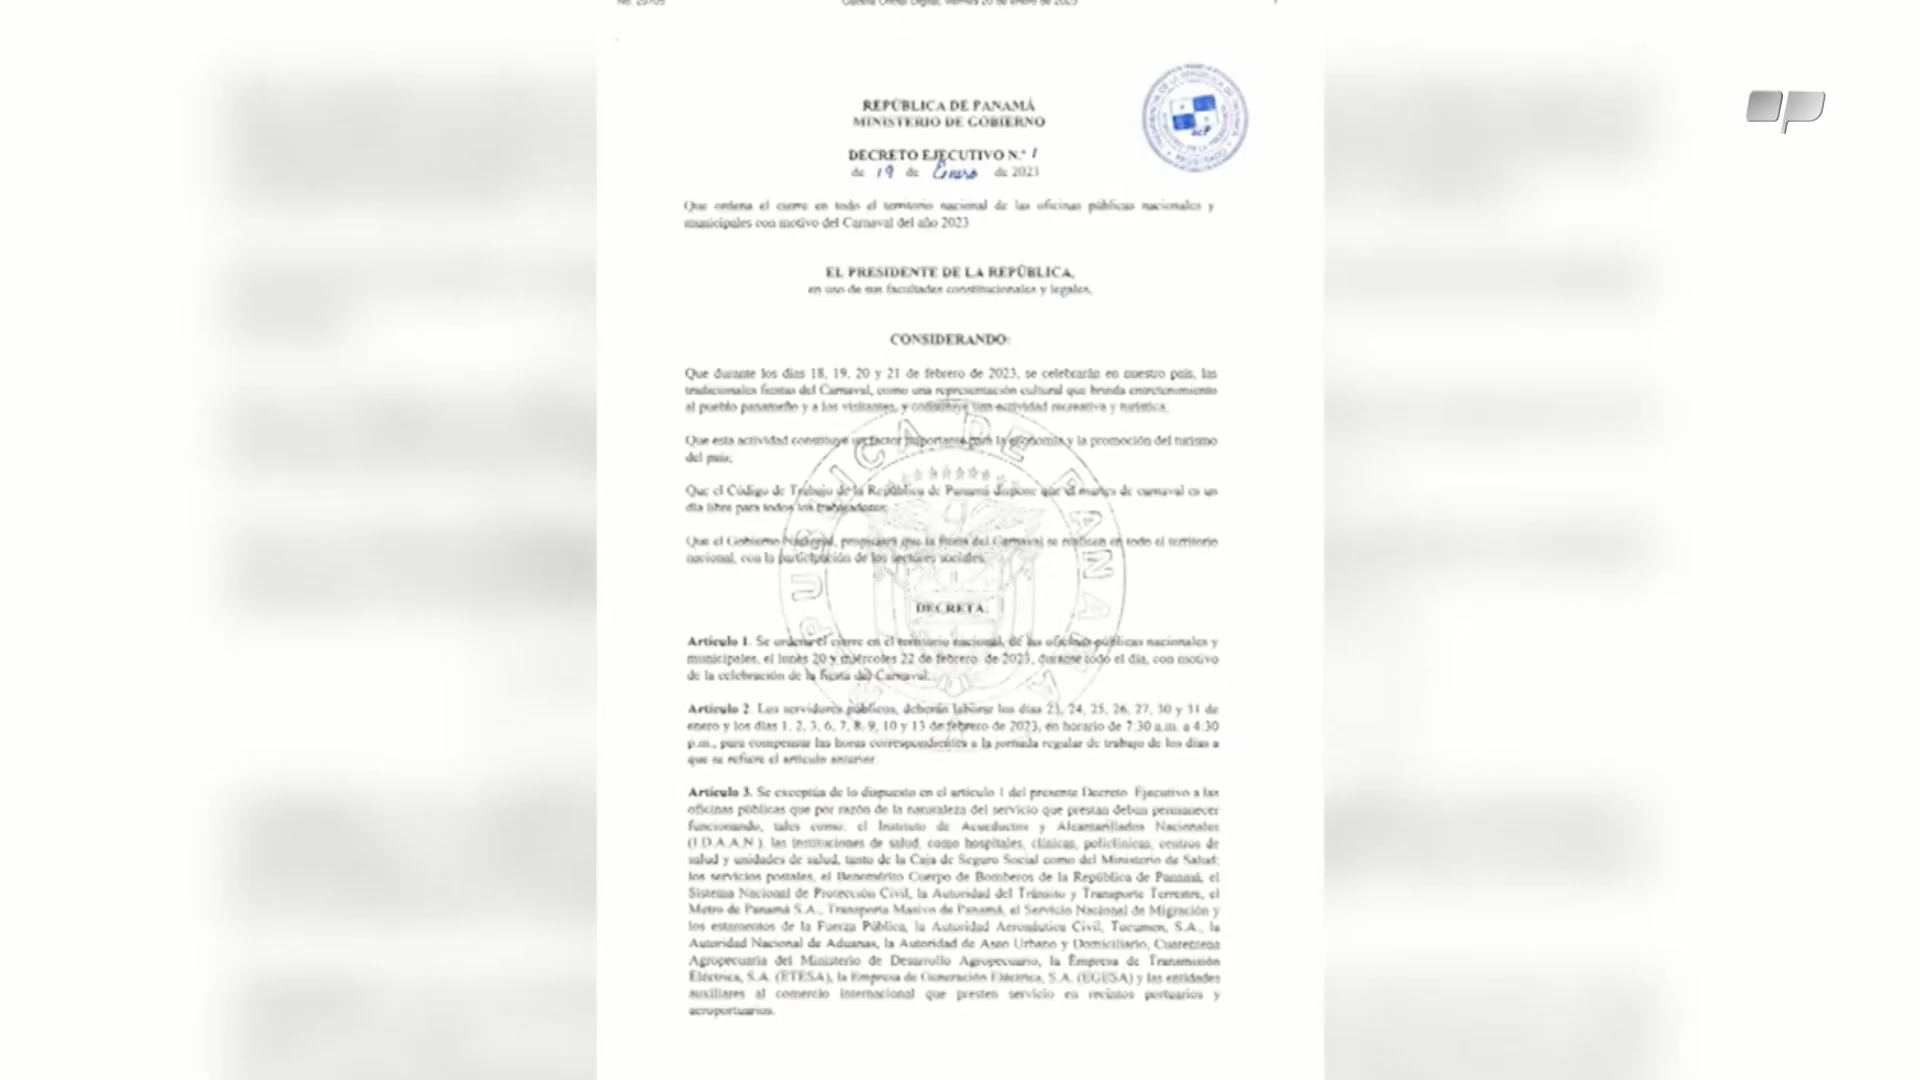 Gaceta Oficial Digital, viernes 20 de enero de 2023
REPÚBLICA DE PANAMÁ
MINISTERIO DE GOBIERNO
DECRETO EJECUTIVO N.° 1
de 19 de Enero de 2023
Que ordena el cierre en todo el territorio nacional de las oficinas públicas nacionales y
municipales con motivo del Carnaval del año 2023
EL PRESIDENTE DE LA REPÚBLICA,
en uso de sus facultades constitucionales y legales,
CONSIDERANDO:
Que durante los días 18, 19, 20 y 21 de febrero de 2023, se celebrarán en nuestro país, las
tradicionales fiestas del Carnaval, como una representación cultural que brinda entretenimiento
al pueblo panameño y a los visitantes, y constituye una actividad recreativa y turística;
Que esta actividad constituye un factor importante para la economía y la promoción del turismo
del país;
Que el Código de Trabajo de la República de Panamá dispone que el martes de carnaval es un
día libre para todos los trabajadores;
Que el Gobierno Nacional, propiciará que la fiesta del Carnaval se realicen en todo el territorio
nacional, con la participación de los sectores sociales,
DECRETA:
Artículo 1. Se ordena el cierre en el territorio nacional, de las oficinas públicas nacionales y
municipales, el lunes 20 y miércoles 22 de febrero de 2023, durante todo el día, con motivo
de la celebración de la fiesta del Carnaval.
Artículo 2. Los servidores públicos, deberán laborar los días 23, 24, 25, 26, 27, 30 y 31 de
enero y los días 1, 2, 3, 6, 7, 8, 9, 10 y 13 de febrero de 2023, en horario de 7:30 a.m. a 4:30
p.m., para compensar las horas correspondientes a la jornada regular de trabajo de los días a
que se refiere el artículo anterior.
Artículo 3. Se exceptúa de lo dispuesto en el artículo 1 del presente Decreto Ejecutivo a las
oficinas públicas que por razón de la naturaleza del servicio que prestan deban permanecer
funcionando, tales como: el Instituto de Acueductos y Alcantarillados Nacionales
(I.D.A.A.N.), las instituciones de salud, como hospitales, clínicas, policlínicas, centros de
salud y unidades de salud, tanto de la Caja de Seguro Social como del Ministerio de Salud;
los servicios postales, el Benemérito Cuerpo de Bomberos de la República de Panamá, el
Sistema Nacional de Protección Civil, la Autoridad del Tránsito y Transporte Terrestre, el
Metro de Panamá S.A., Transporte Masivo de Panamá, el Servicio Nacional de Migración y
los estamentos de la Fuerza Pública, la Autoridad Aeronáutica Civil, Tocumen, S.A., la
Autoridad Nacional de Aduanas, la Autoridad de Aseo Urbano y Domiciliario, Cuarentena
Agropecuaria del Ministerio de Desarrollo Agropecuario, la Empresa de Transmisión
Eléctrica, S.A. (ETESA), la Empresa de Generación Eléctrica, S.A. (EGESA) y las entidades
auxiliares al comercio internacional que presten servicio en recintos portuarios y
aeroportuarios.
REPÚBLICA DE PANAMÁ